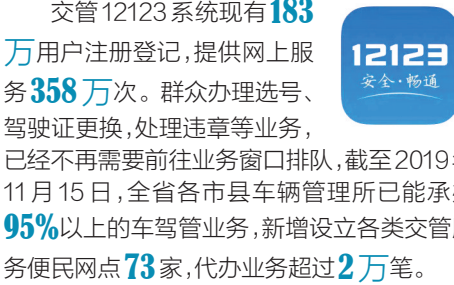 交管12123系统现有183
万用户注册登记,提供网上服
务358万次。群众办理选号、
驾驶证更换,处理违章等业务,
12123
安全·畅通
已经不再需要前往业务窗口排队,截至2019
11月15日,全省各市县车辆管理所已能承
95%以上的车驾管业务,新增设立各类交管
务便民网点73家,代办业务超过2万笔。